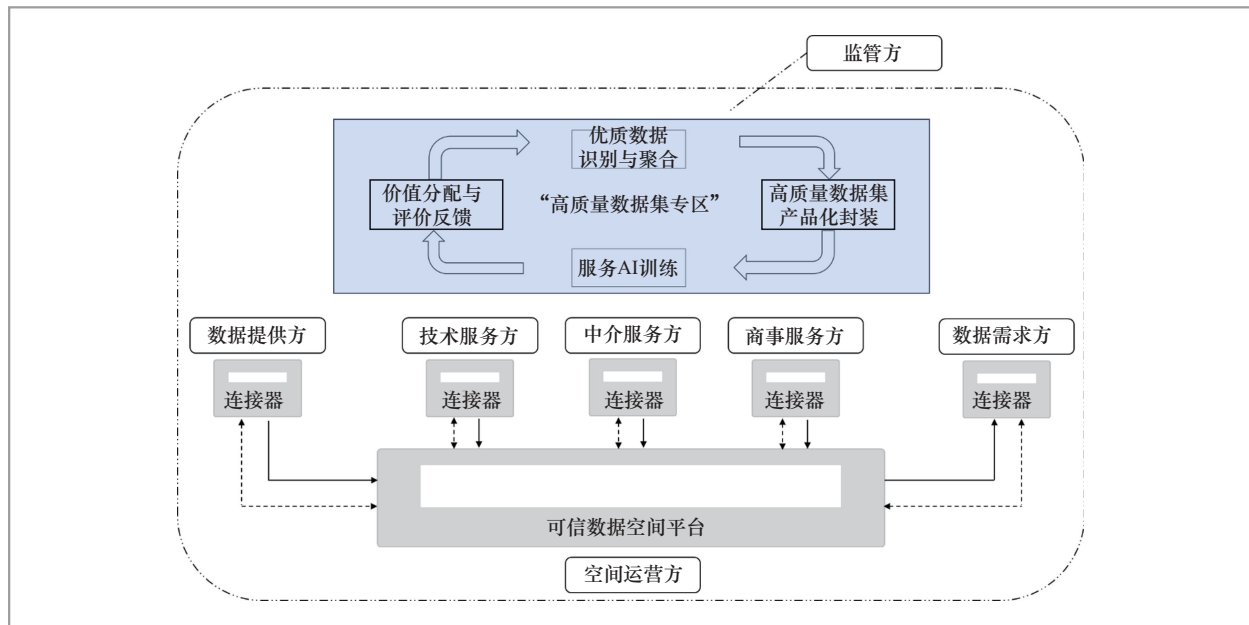 监管方
优质数据
识别与聚合
价值分配与
评价反馈
“高质量数据集专区”
高质量数据集
产品化封装
服务AI训练
数据提供方
技术服务方
中介服务方
商事服务方
数据需求方
连接器
连接器
连接器
连接器
连接器
可信数据空间平台
空间运营方